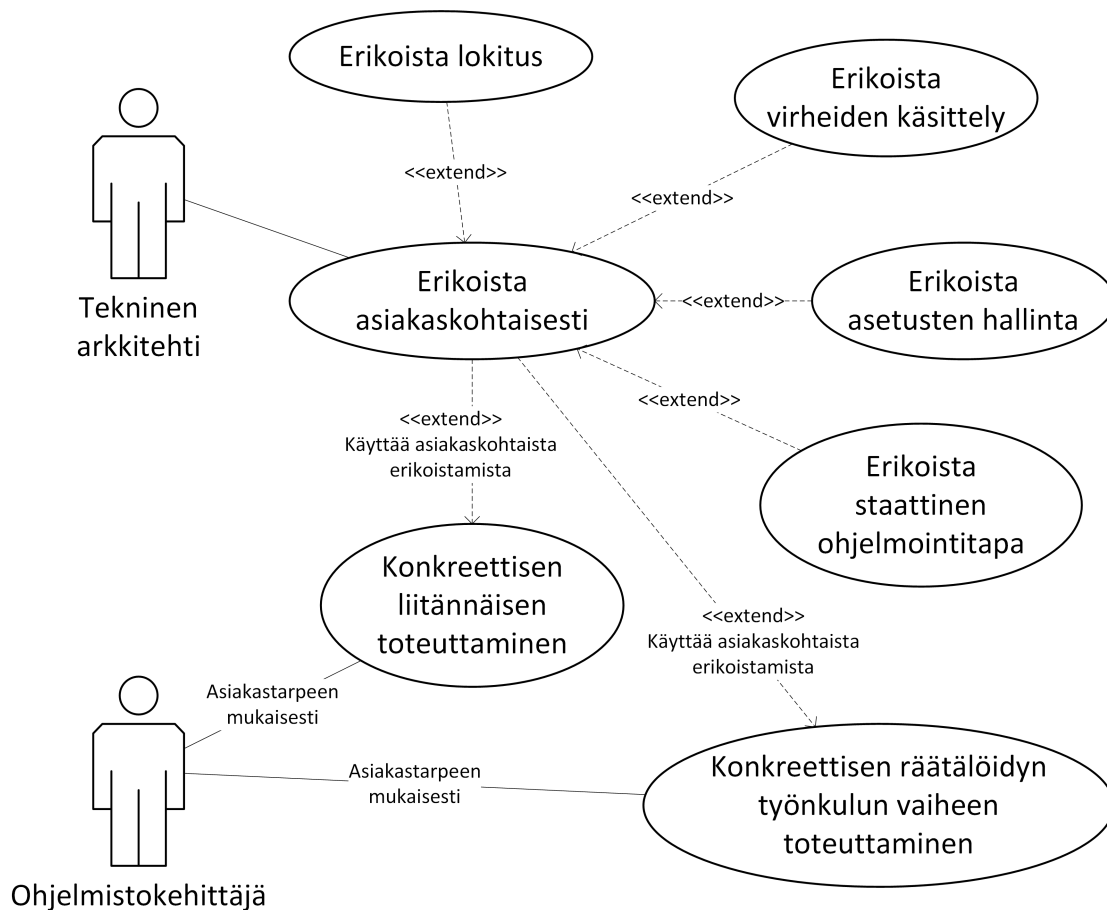 Erikoista lokitus
Erikoista
virheiden käsittely
<<extend>>
<<extend>>
Tekninen
arkkitehti
Erikoista
asiakaskohtaisesti
<<extend>>
Erikoista
asetusten hallinta
<<extend>>
<<extend>>
Käyttää asiakaskohtaista
erikoistamista
Erikoista
staattinen
ohjelmointitapa
Konkreettisen
liitännäisen
toteuttaminen
<<extend>>
Käyttää asiakaskohtaista
erikoistamista
Asiakastarpeen
mukaisesti
Asiakastarpeen
mukaisesti
Konkreettisen räätälöidyn
työnkulun vaiheen
toteuttaminen
Ohjelmistokehittäjä